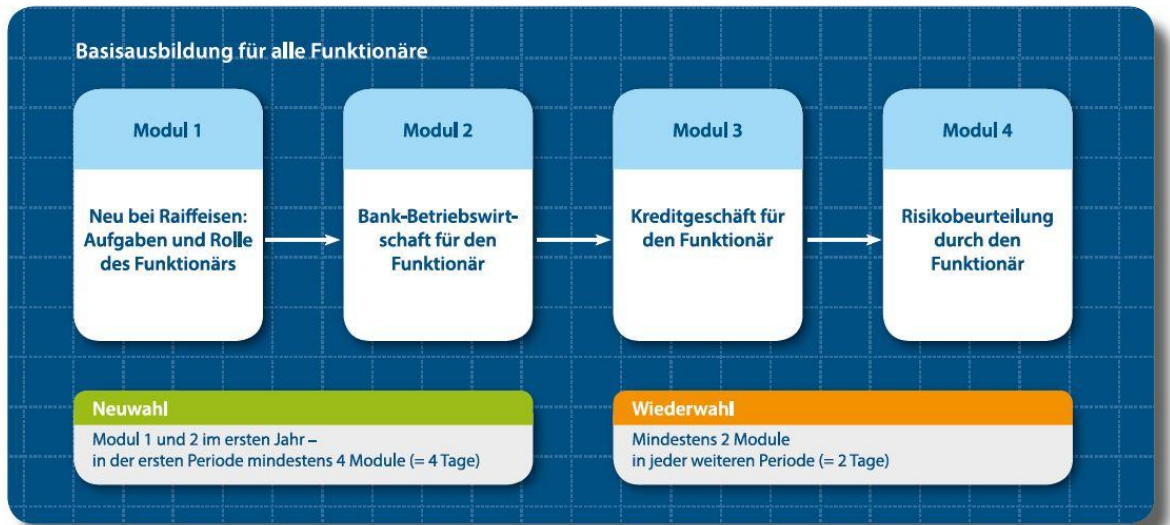 Basisausbildung für alle Funktionäre
Modul 1
Neu bei Raiffeisen:
Aufgaben und Rolle
des Funktionärs
Modul 2
Bank-Betriebswirt-
schaft für den
Funktionär
Modul 3
Kreditgeschäft für
den Funktionär
Modul 4
Risikobeurteilung
durch den
Funktionär
Neuwahl
Modul 1 und 2 im ersten Jahr –
in der ersten Periode mindestens 4 Module (= 4 Tage)
Wiederwahl
Mindestens 2 Module
in jeder weiteren Periode (= 2 Tage)